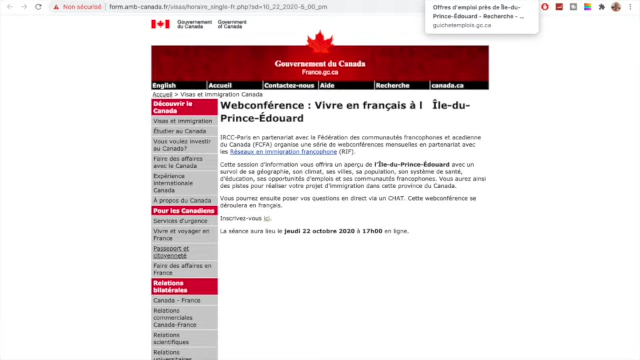 Non sécurisé | form.amb-canada.fr/visas/horaire_single-fr.php?sd=10_22_2020-5_00_pm
Offres d'emploi près de Île-du-
Prince-Édouard - Recherche - ...
guichetemplois.gc.ca
Gouvernement du Canada
Government of Canada
Gouvernement du Canada
France.gc.ca
English
Accueil
Contactez-nous
Aide
Recherche
canada.ca
Accueil > Visas et immigration Canada
Découvrir le
Canada
Visas et immigration
Étudier au Canada
Vous voulez investir
au Canada?
Faire des affaires
avec le Canada
Expérience
internationale
Canada
À propos du Canada
Pour les Canadiens
Services d'urgence
Vivre et voyager en
France
Passeport et
citoyenneté
Faire des affaires en
France
Relations
bilatérales
Canada - France
Relations
commerciales
Canada-France
Relations
scientifiques
Relations
universitaires
Webconférence : Vivre en français à l Île-du-
Prince-Édouard
IRCC-Paris en partenariat avec la Fédération des communautés francophones et acadienne
du Canada (FCFA) organise une série de webconférences mensuelles en partenariat avec
les Réseaux en immigration francophone (RIF).
Cette session d'information vous offrira un aperçu de l'Île-du-Prince-Édouard avec un
survol de sa géographie, son climat, ses villes, sa population, son système de santé,
d'éducation, ses opportunités d'emplois et ses communautés francophones. Vous aurez ainsi
des pistes pour réaliser votre projet d'immigration dans cette province du Canada.
Vous pourrez ensuite poser vos questions en direct via un CHAT. Cette webconférence se
déroulera en français.
Inscrivez-vous ici.
La séance aura lieu le jeudi 22 octobre 2020 à 17h00 en ligne.